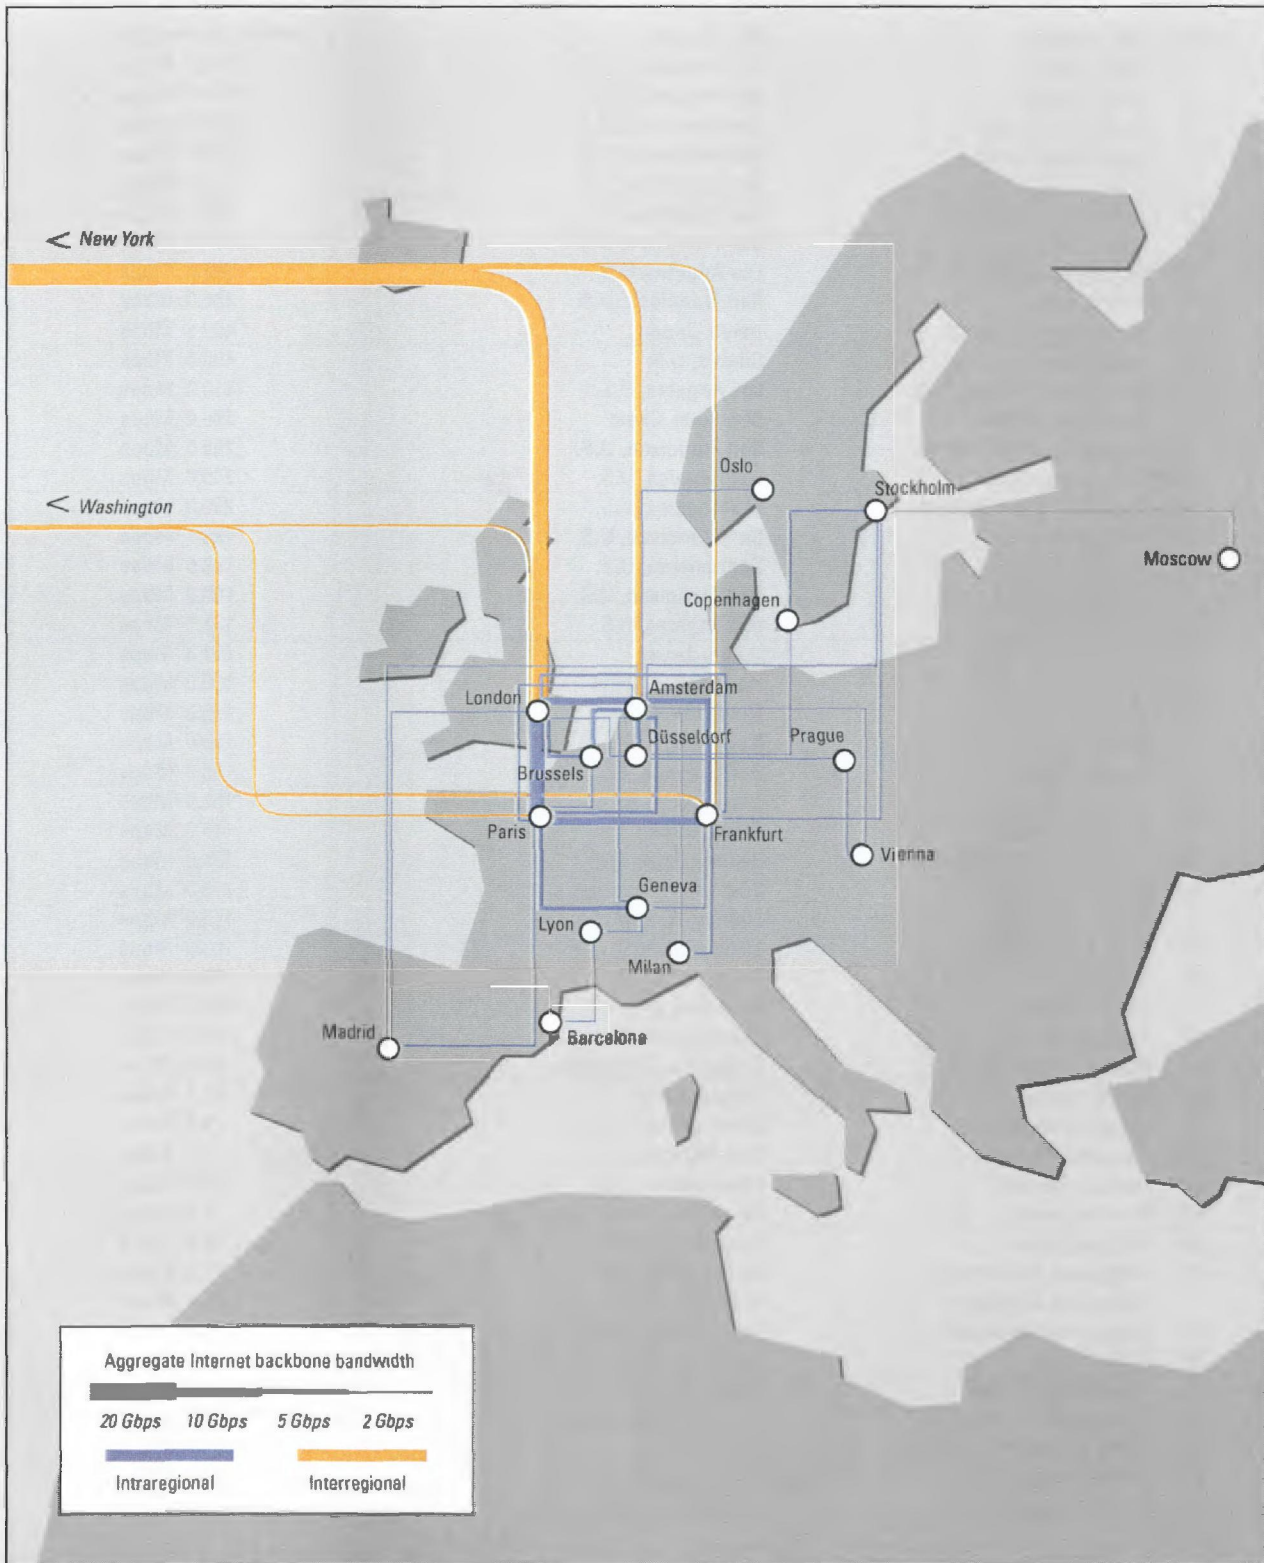 < New York
< Washington
Oslo
Stockholm
Moscow
Copenhagen
London
Amsterdam
Düsseldorf
Prague
Brussels
Paris
Frankfurt
Vienna
Geneva
Lyon
Milan
Madrid
Barcelona
Aggregate Internet backbone bandwidth
20 Gbps 10 Gbps 5 Gbps 2 Gbps
Intraregional Interregional